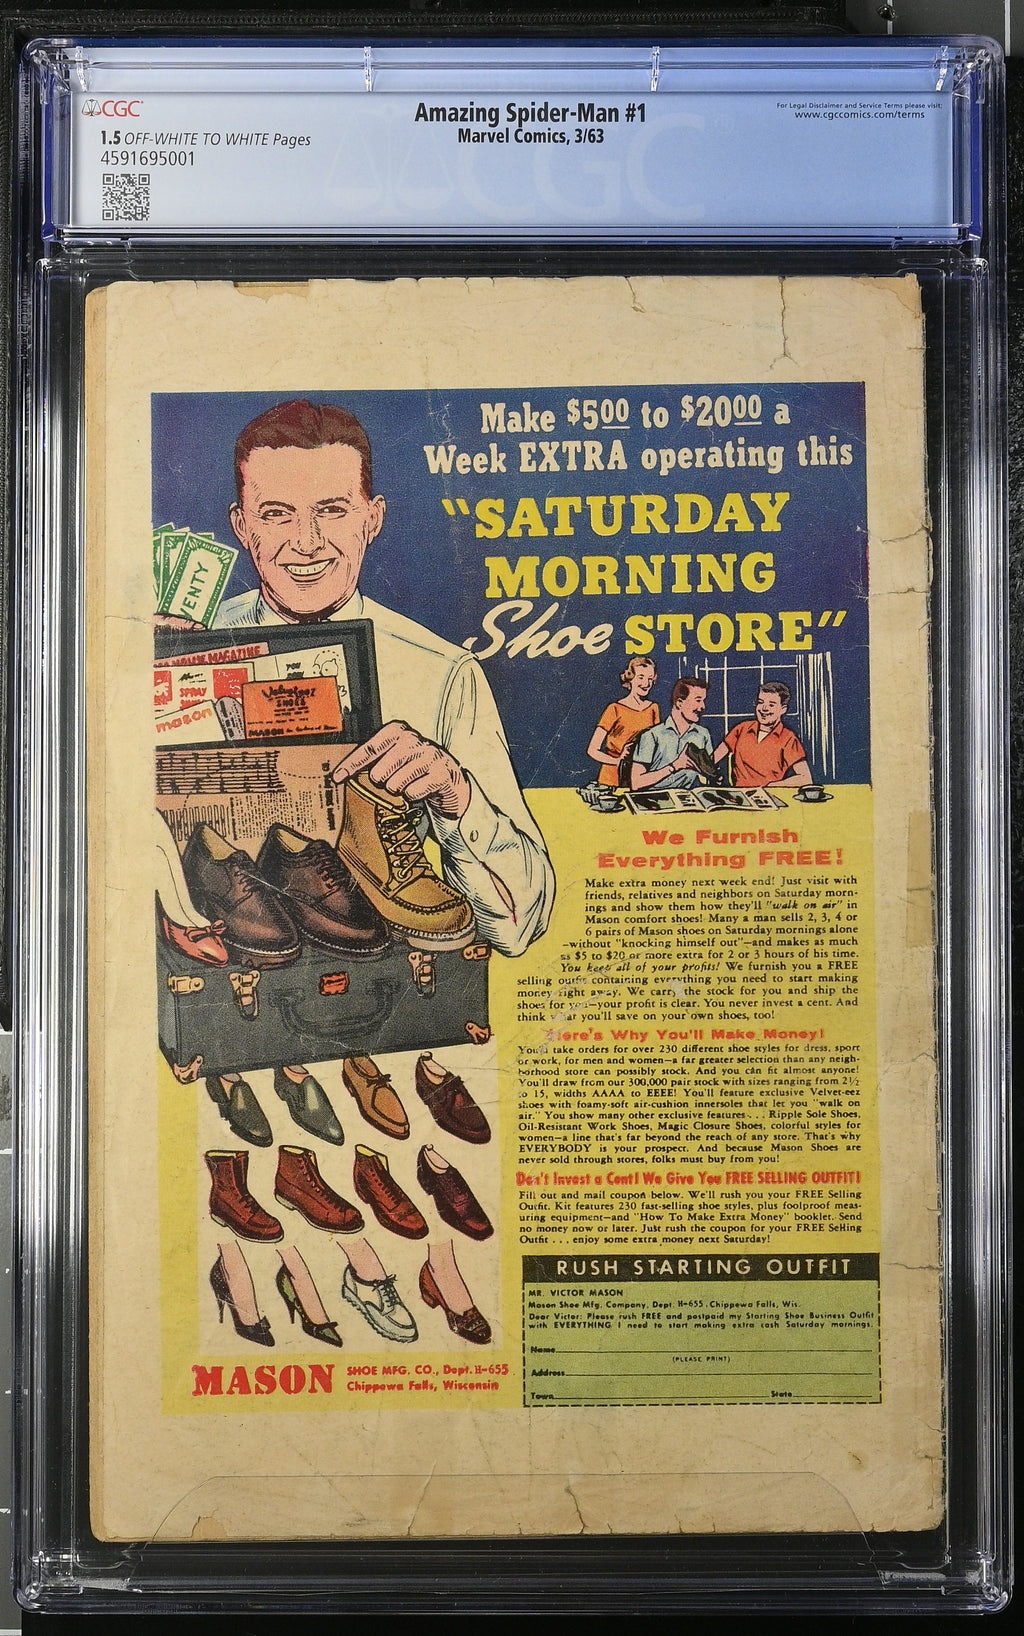 CGC
1.5 OFF-WHITE TO WHITE Pages
4591695001
Amazing Spider-Man #1
Marvel Comics, 3/63
For Legal Disclaimer and Service Terms please visit:
www.cgccomics.com/terms
CGC
Make $5.00 to $20.00 a
Week EXTRA operating this
"SATURDAY
MORNING
Shoe STORE"
VENTY
MAGAZINE
YOU
SPRAY
mason
Velvet-eez
SHOES
MASON
We Furnish
Everything FREE!
Make extra money next week end! Just visit with
friends, relatives and neighbors on Saturday morn-
ings and show them how they'll "walk on air" in
Mason comfort shoes! Many a man sells 2, 3, 4 or
6 pairs of Mason shoes on Saturday mornings alone
—without "knocking himself out"—and makes as much
as $5 to $20 or more extra for 2 or 3 hours of his time.
You keep all of your profits! We furnish you a FREE
selling outfit containing everything you need to start making
money right away. We carry the stock for you and ship the
shoes for you—your profit is clear. You never invest a cent. And
think what you'll save on your own shoes, too!
Here's Why You'll Make Money!
You'll take orders for over 230 different shoe styles for dress, sport
or work, for men and women—a far greater selection than any neigh-
borhood store can possibly stock. And you can fit almost anyone!
You'll draw from our 300,000 pair stock with sizes ranging from 2½
to 15, widths AAAA to EEEE! You'll feature exclusive Velvet-eez
shoes with foamy-soft air-cushion innersoles that let you "walk on
air." You show many other exclusive features . . . Ripple Sole Shoes,
Oil-Resistant Work Shoes, Magic Closure Shoes, colorful styles for
women—a line that's far beyond the reach of any store. That's why
EVERYBODY is your prospect. And because Mason Shoes are
never sold through stores, folks must buy from you!
Don't Invest a Cent! We Give You FREE SELLING OUTFIT!
Fill out and mail coupon below. We'll rush you your FREE Selling
Outfit. Kit features 230 fast-selling shoe styles, plus foolproof meas-
uring equipment—and "How To Make Extra Money" booklet. Send
no money now or later. Just rush the coupon for your FREE Selling
Outfit . . . enjoy some extra money next Saturday!
MASON SHOE MFG. CO., Dept. H-655
Chippewa Falls, Wisconsin
RUSH STARTING OUTFIT
MR. VICTOR MASON
Mason Shoe Mfg. Company, Dept. H-655, Chippewa Falls, Wis.
Dear Victor: Please rush FREE and postpaid my Starting Shoe Business Outfit
with EVERYTHING I need to start making extra cash Saturday mornings.
Name
(PLEASE PRINT)
Address
Town State